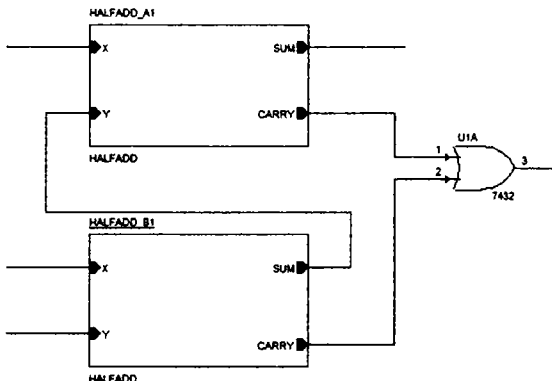 HALFADD_A1
X
SUM
Y
CARRY
HALFADD
U1A
1
2
3
7432
HALFADD_B1
X
SUM
Y
CARRY
HALFADD